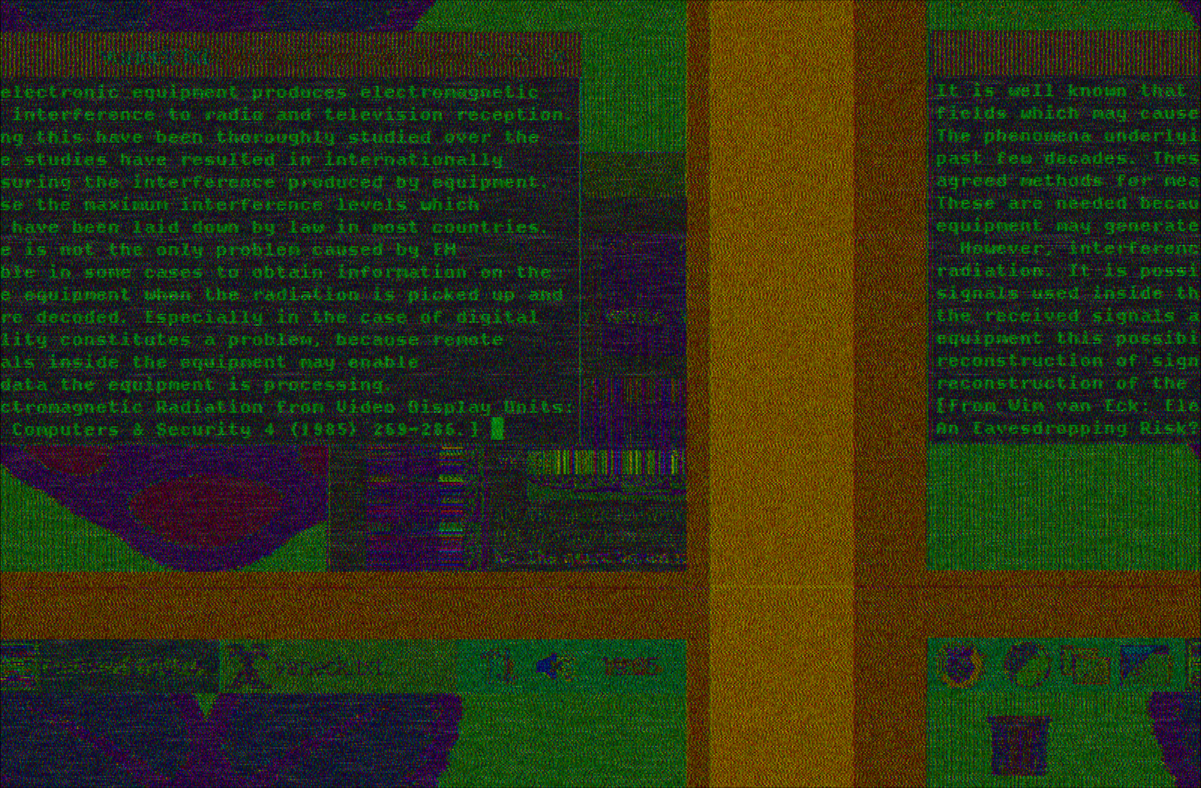 electronic equipment produces electromagnetic
interference to radio and television reception.
ng this have been thoroughly studied over the
e studies have resulted in internationally
suring the interference produced by equipment.
se the maximum interference levels which
have been laid down by law in most countries.
e is not the only problem caused by EM
ble in some cases to obtain information on the
e equipment when the radiation is picked up and
re decoded. Especially in the case of digital
lity constitutes a problem, because remote
als inside the equipment may enable
data the equipment is processing.
ctromagnetic Radiation from Video Display Units:
Computers & Security 4 (1985) 269-286.]
It is well known that
fields which may cause
The phenomena underlyi
past few decades. Thes
agreed methods for mea
These are needed becau
equipment may generate
However, interferenc
radiation. It is possi
signals used inside th
the received signals a
equipment this possibi
reconstruction of sign
reconstruction of the
[From Wim van Eck: Ele
An Eavesdropping Risk?